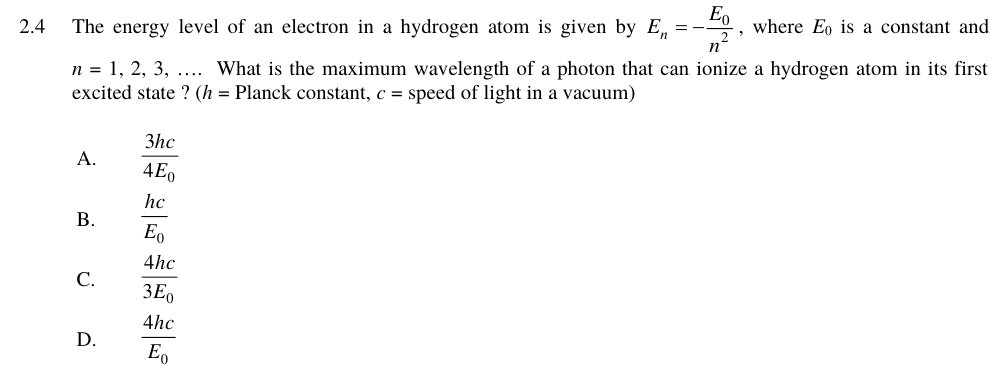 2.4 The energy level of an electron in a hydrogen atom is given by Eₙ = −E₀/n², where E₀ is a constant and
n = 1, 2, 3, …. What is the maximum wavelength of a photon that can ionize a hydrogen atom in its first
excited state ? (h = Planck constant, c = speed of light in a vacuum)
A. 3hc/4E₀
B. hc/E₀
C. 4hc/3E₀
D. 4hc/E₀